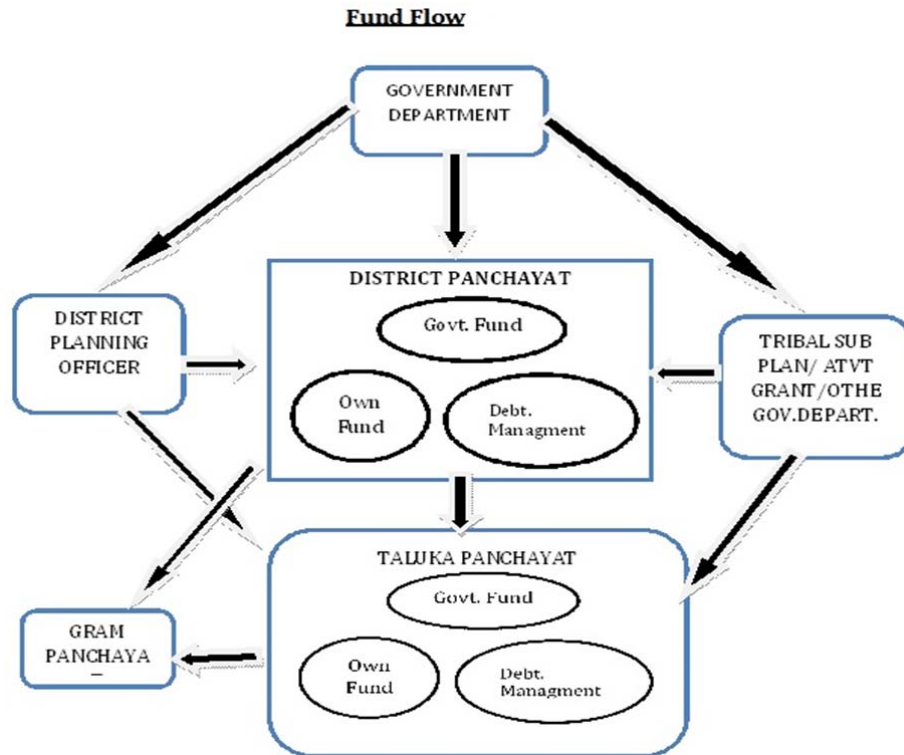 Fund Flow
GOVERNMENT
DEPARTMENT
DISTRICT PANCHAYAT
Govt. Fund
Own
Fund
Debt.
Managment
DISTRICT
PLANNING
OFFICER
TRIBAL SUB
PLAN/ ATVT
GRANT/OTHE
GOV.DEPART.
TALUKA PANCHAYAT
Govt. Fund
Own
Fund
Debt.
Managment
GRAM
PANCHAYA